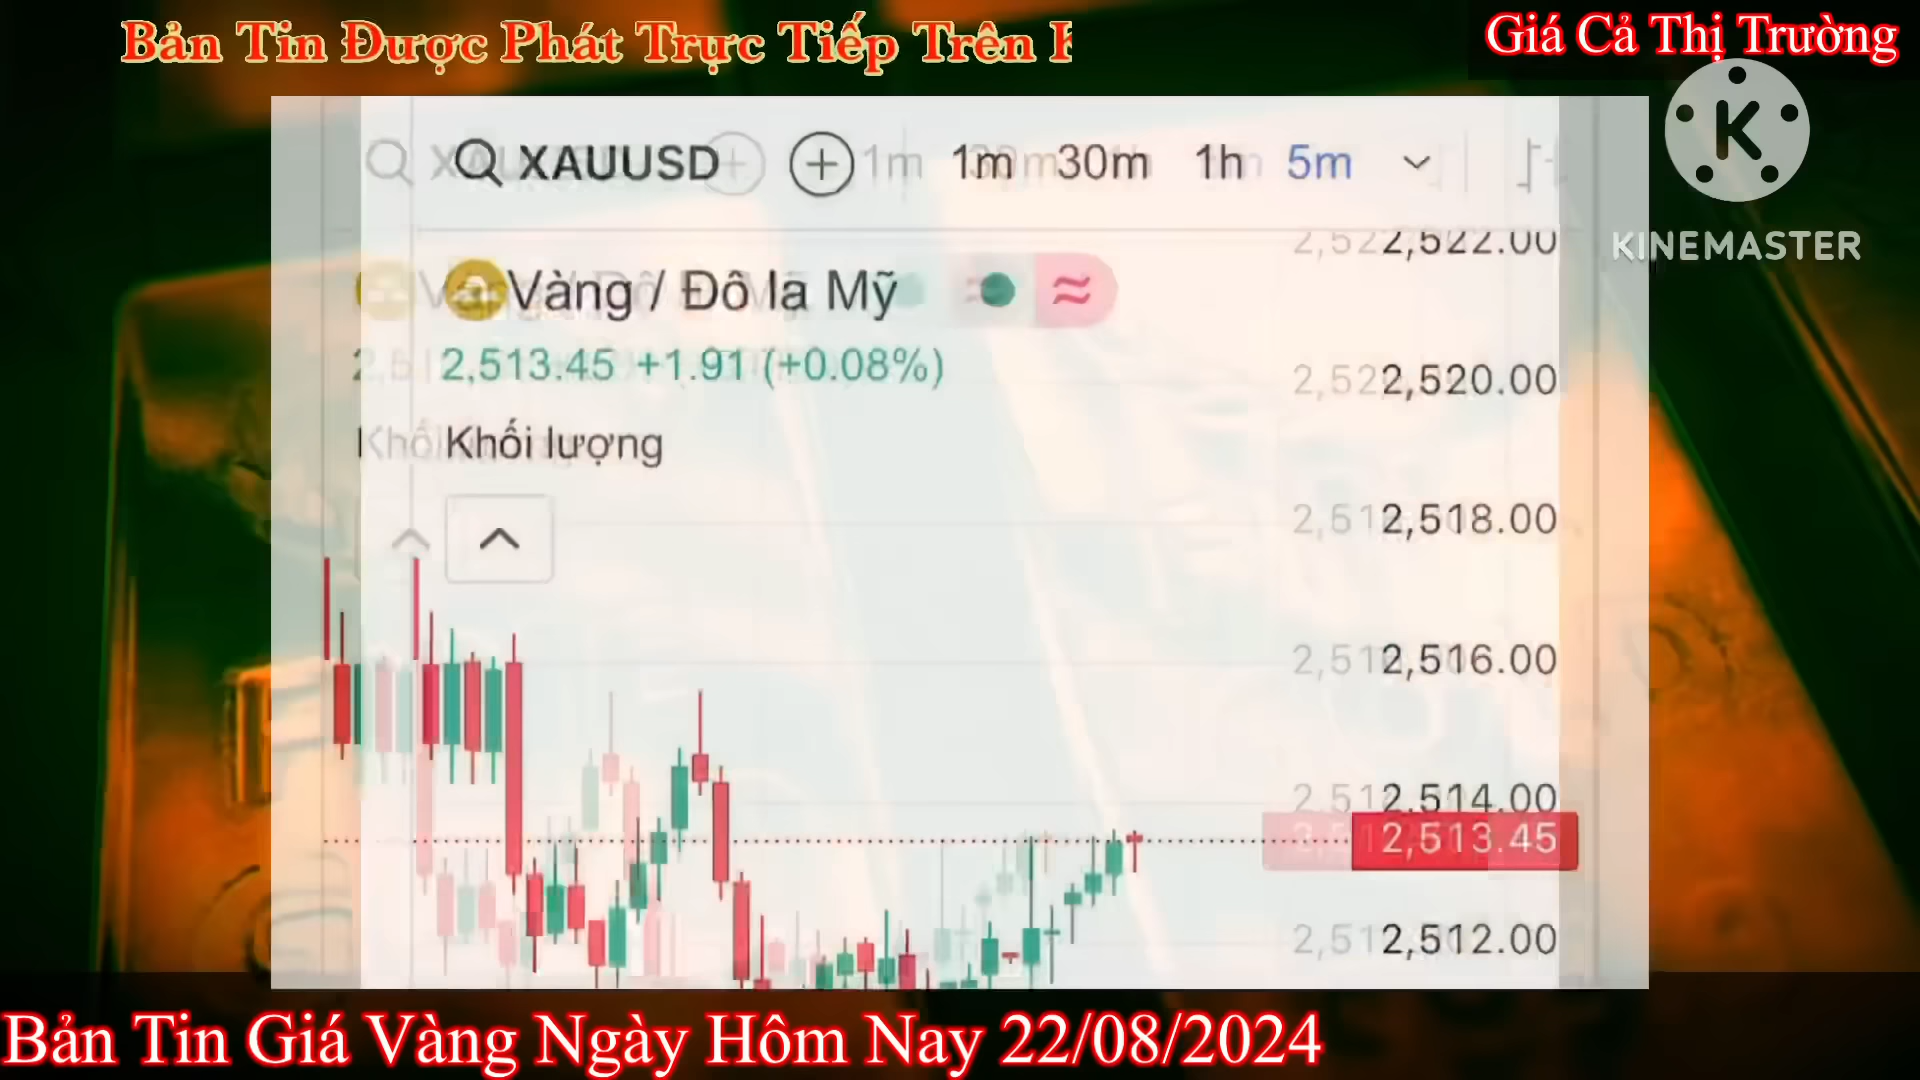 Bản Tin Được Phát Trực Tiếp Trên
Giá Cả Thị Trường
KINEMASTER
XAUUSD 1m 30m 1h 5m
Vàng / Đô la Mỹ
2,513.45 +1.91 (+0.08%)
Khối lượng
2,522.00
2,520.00
2,518.00
2,516.00
2,514.00
2,513.45
2,512.00
Bản Tin Giá Vàng Ngày Hôm Nay 22/08/2024